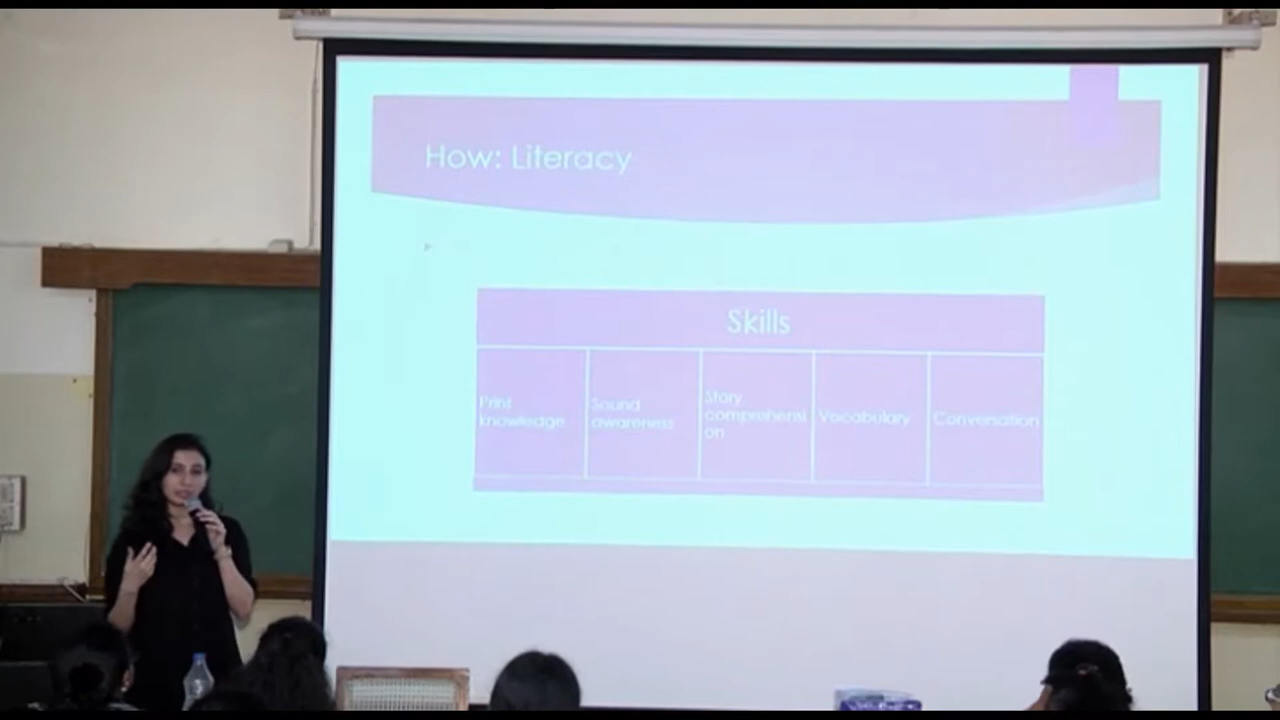 How: Literacy
Skills
Print
knowledge
Sound
awareness
Story
comprehensi
on
Vocabulary
Conversation